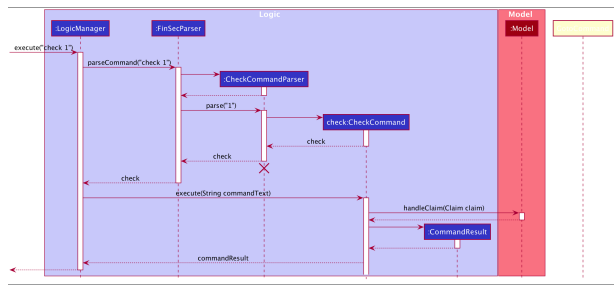 Logic
Model
:LogicManager
:FinSecParser
:Model
execute("check 1")
parseCommand("check 1")
:CheckCommandParser
parse("1")
check:CheckCommand
check
check
check
execute(String commandText)
handleClaim(Claim claim)
:CommandResult
commandResult